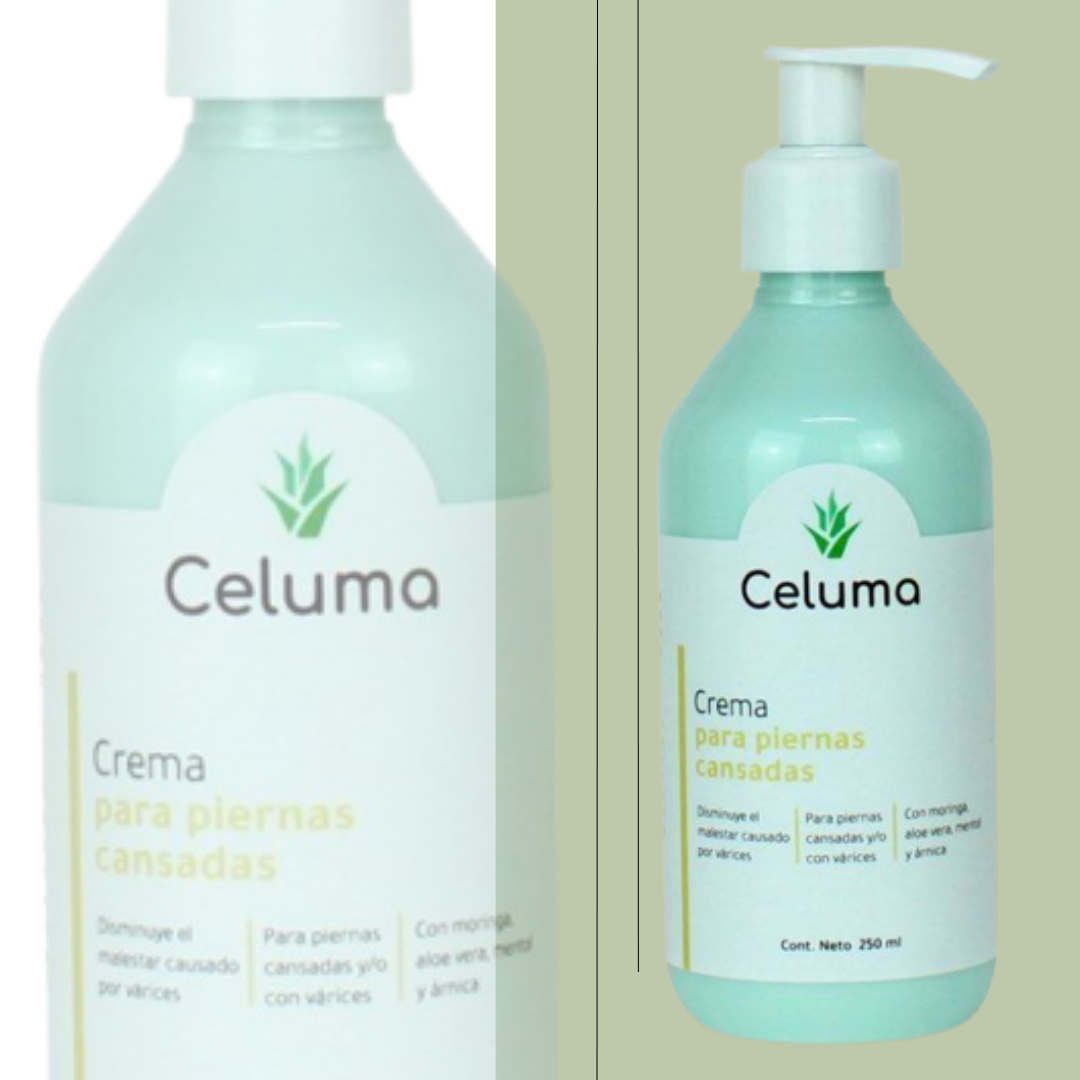 Celuma
Crema
para piernas
cansadas
Disminuye el
malestar causado
por várices
Para piernas
cansadas y/o
con várices
Con moringa,
aloe vera, mentol
y árnica
Celuma
Crema
para piernas
cansadas
Disminuye el
malestar causado
por várices
Para piernas
cansadas y/o
con várices
Con moringa,
aloe vera, mentol
y árnica
Cont. Neto 250 ml